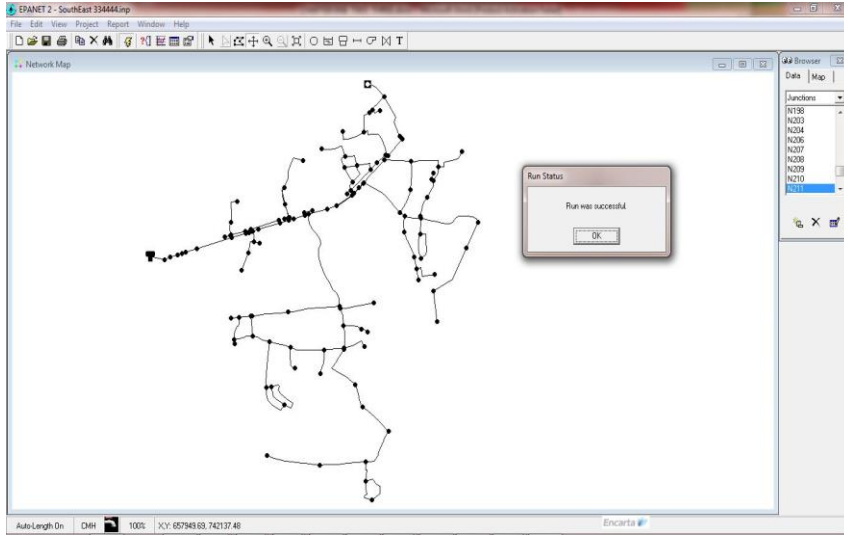 EPANET 2 - SouthEast 334444.inp
File Edit View Project Report Window Help
T
Network Map
Browser
Data Map
Junctions
N198
N203
N204
N206
N207
N208
N209
N210
N211
Run Status
Run was successful.
OK
Auto-Length On CMH 100% X,Y: 657949.69, 742137.48
Encarta